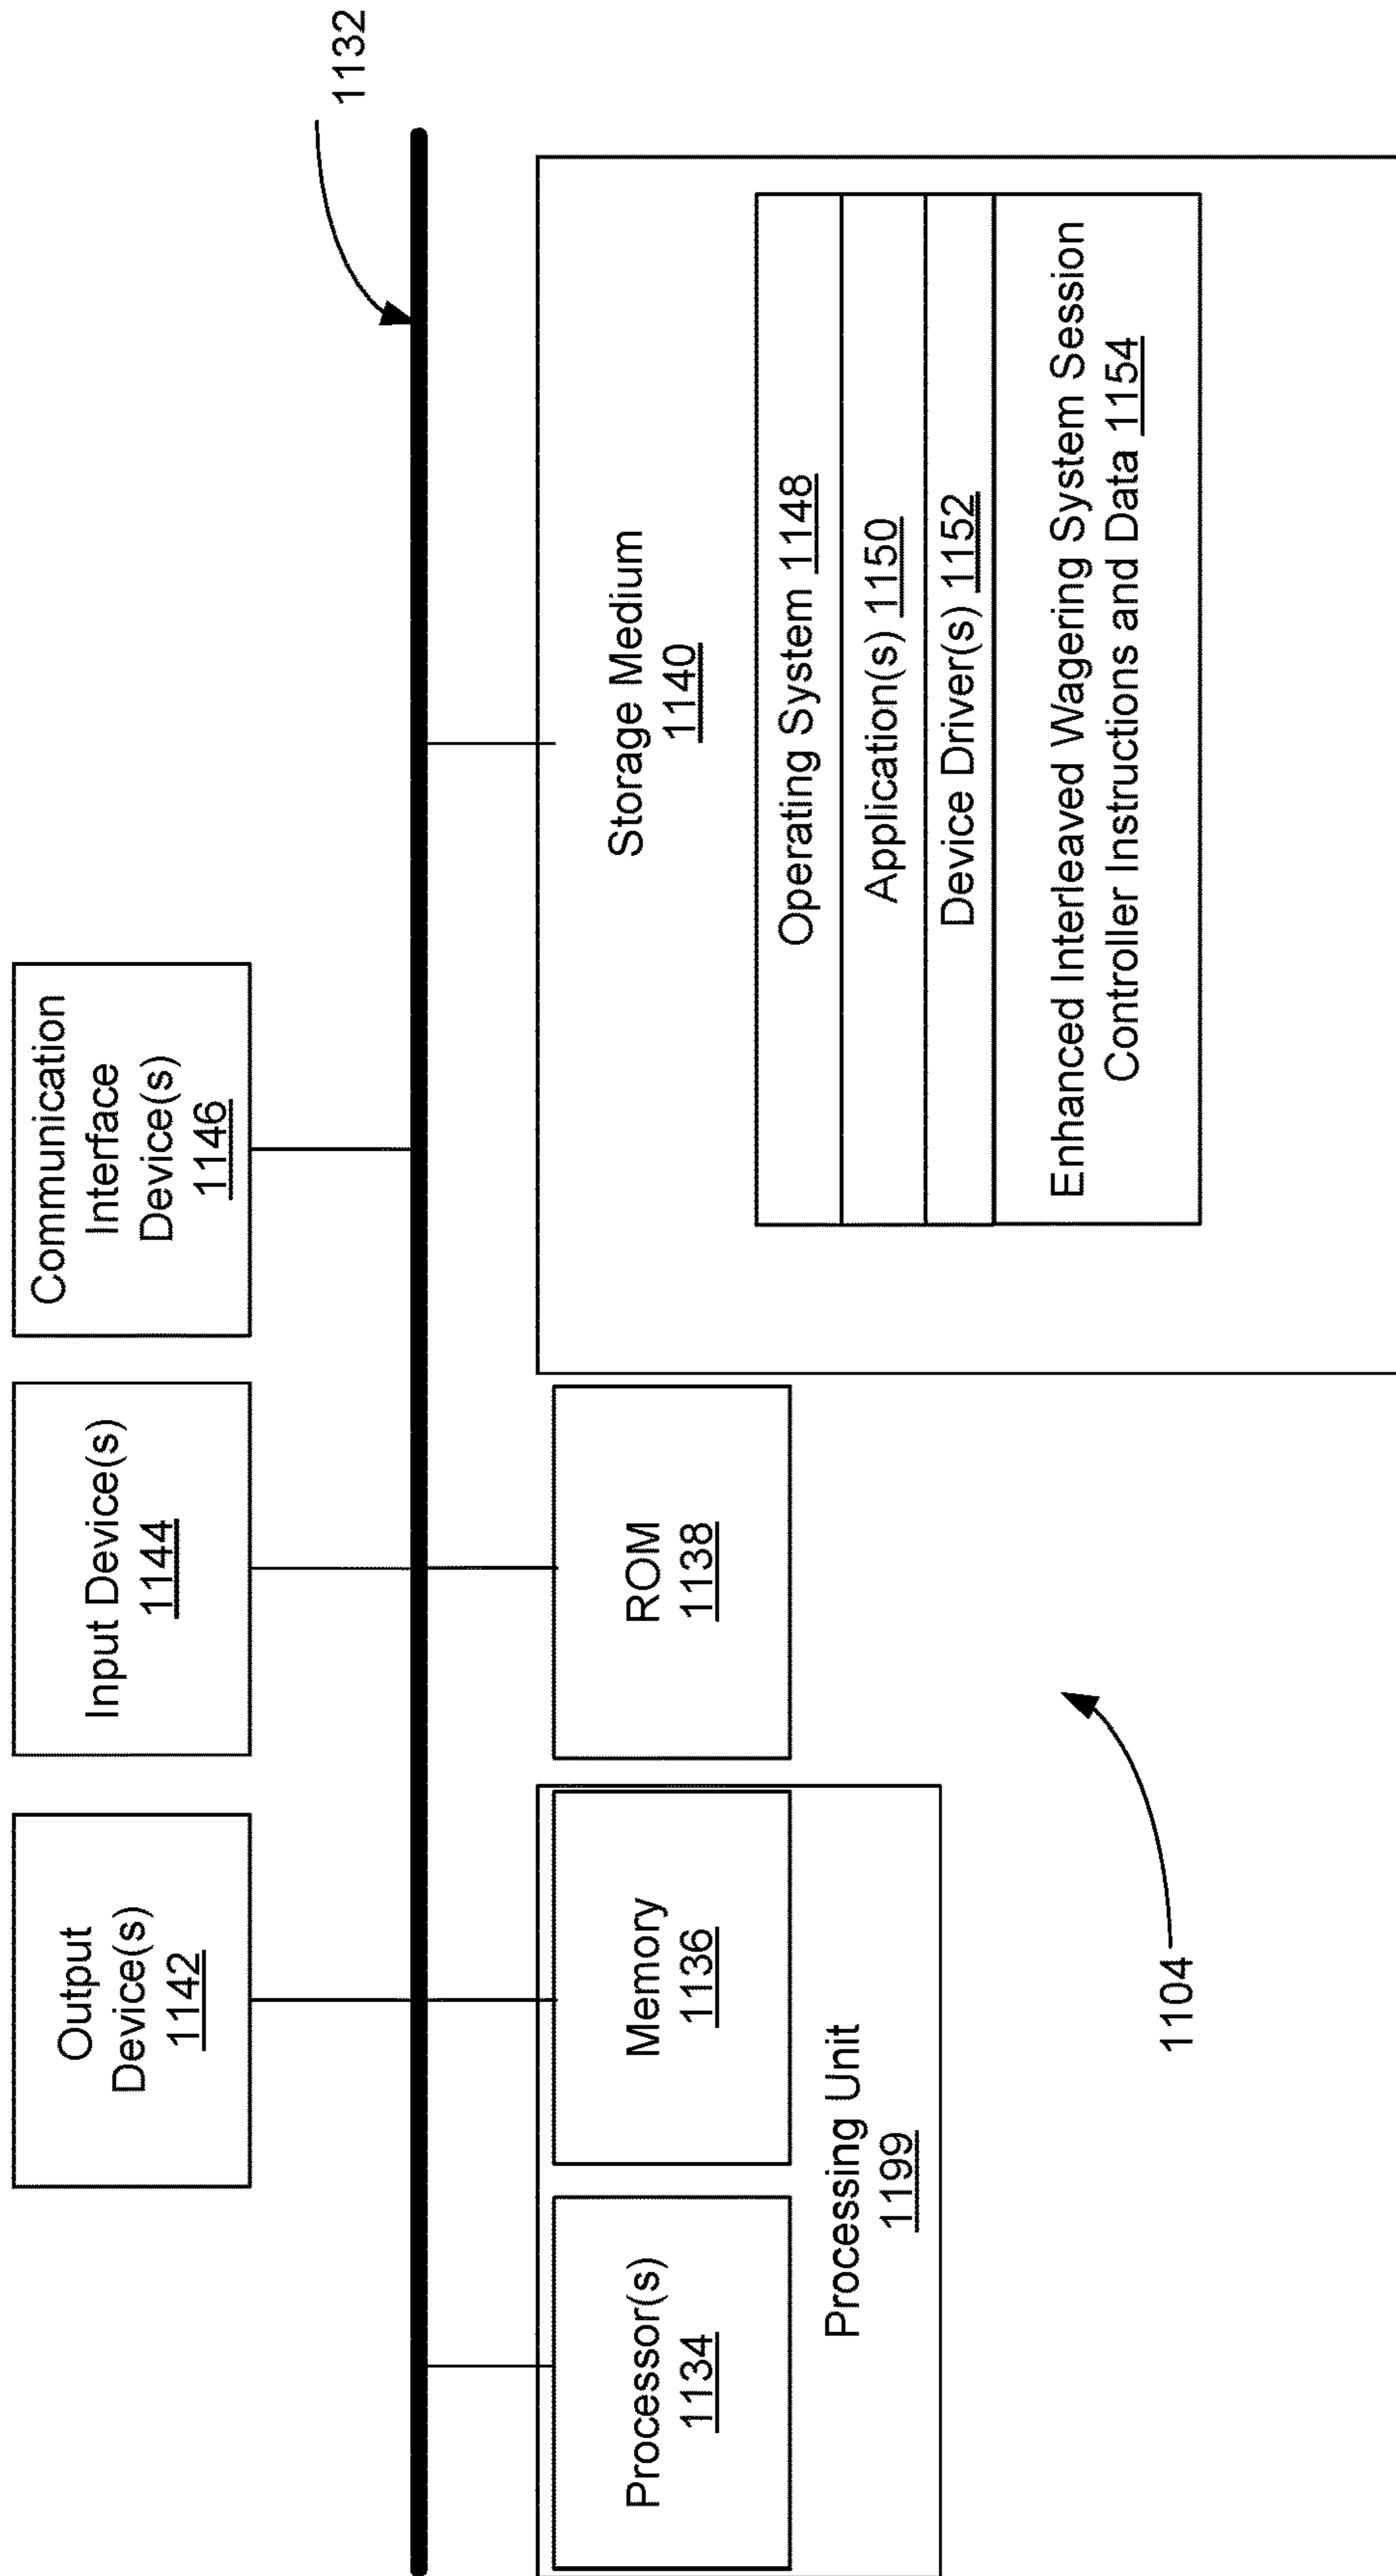 1132
Output
Device(s)
1142
Input Device(s)
1144
Communication
Interface
Device(s)
1146
Processor(s)
1134
Memory
1136
Processing Unit
1199
ROM
1138
Storage Medium
1140
Operating System 1148
Application(s) 1150
Device Driver(s) 1152
Enhanced Interleaved Wagering System Session
Controller Instructions and Data 1154
1104